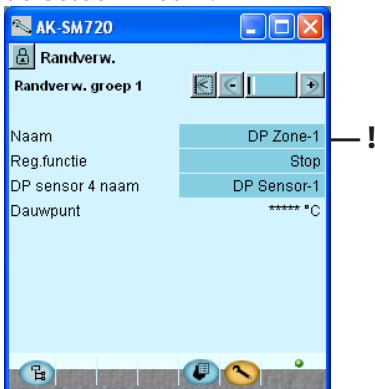 AK-SM720
Randverw.
Randverw. groep 1
Naam DP Zone-1 !
Reg.functie Stop
DP sensor 4 naam DP Sensor-1
Dauwpunt ***** °C